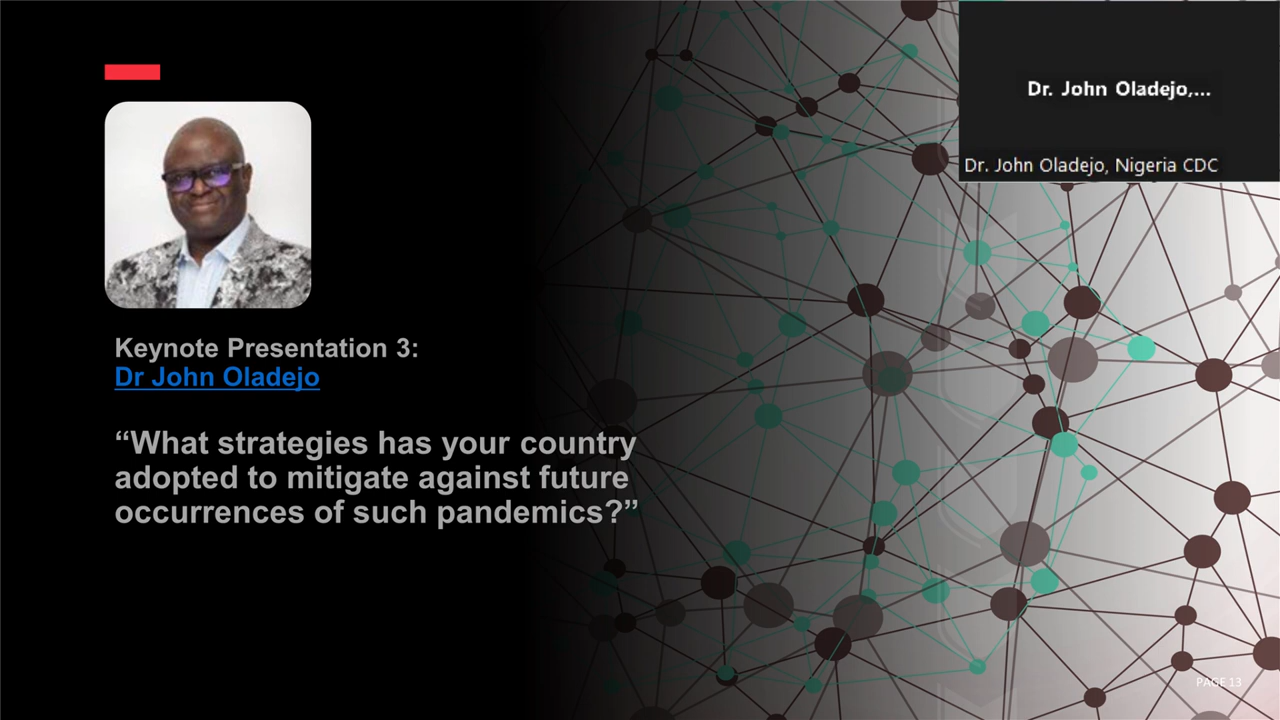 Dr. John Oladejo,...
Dr. John Oladejo, Nigeria CDC
Keynote Presentation 3:
Dr John Oladejo
“What strategies has your country
adopted to mitigate against future
occurrences of such pandemics?”
PAGE 13